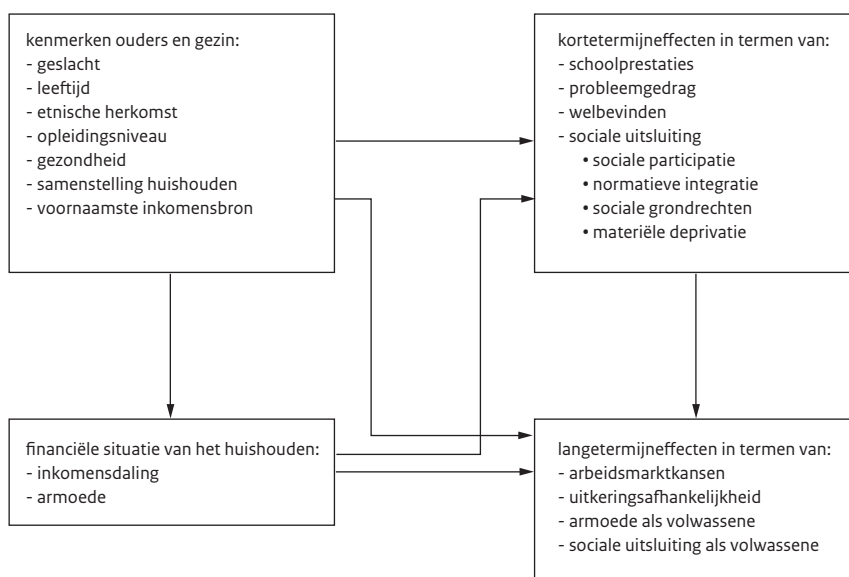 kenmerken ouders en gezin:
- geslacht
- leeftijd
- etnische herkomst
- opleidingsniveau
- gezondheid
- samenstelling huishouden
- voornaamste inkomensbron
kortetermijneffecten in termen van:
- schoolprestaties
- probleemgedrag
- welbevinden
- sociale uitsluiting
• sociale participatie
• normatieve integratie
• sociale grondrechten
• materiële deprivatie
financiële situatie van het huishouden:
- inkomensdaling
- armoede
langetermijneffecten in termen van:
- arbeidsmarktkansen
- uitkeringsafhankelijkheid
- armoede als volwassene
- sociale uitsluiting als volwassene